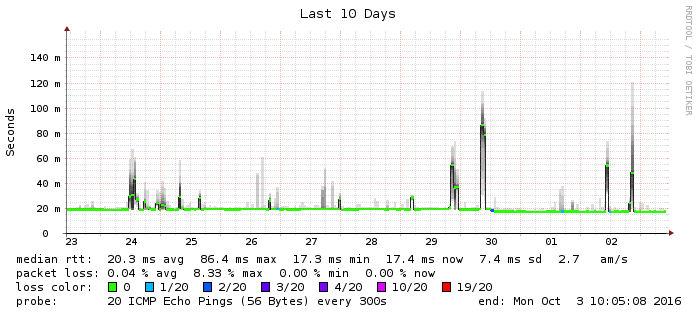 Last 10 Days
RRDTOOL / TOBI OETIKER
Seconds
140 m
120 m
100 m
80 m
60 m
40 m
20 m
0
23 24 25 26 27 28 29 30 01 02
median rtt: 20.3 ms avg 86.4 ms max 17.3 ms min 17.4 ms now 7.4 ms sd 2.7 am/s
packet loss: 0.04 % avg 8.33 % max 0.00 % min 0.00 % now
loss color: 0 1/20 2/20 3/20 4/20 10/20 19/20
probe: 20 ICMP Echo Pings (56 Bytes) every 300s end: Mon Oct 3 10:05:08 2016